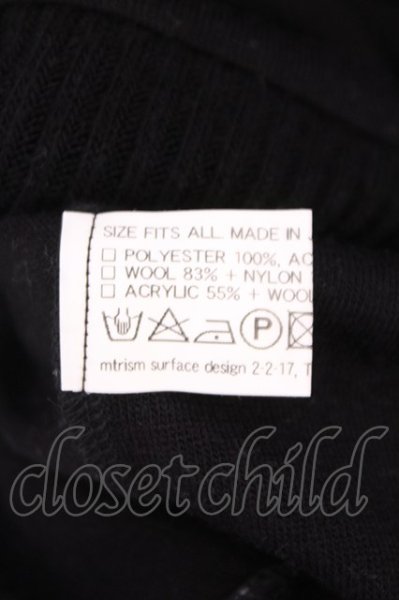 SIZE FITS ALL MADE IN
☐ POLYESTER 100%, AC
☐ WOOL 83% + NYLON
☐ ACRYLIC 55% + WOOL
P
mtrism surface design 2-2-17, T
closetchild